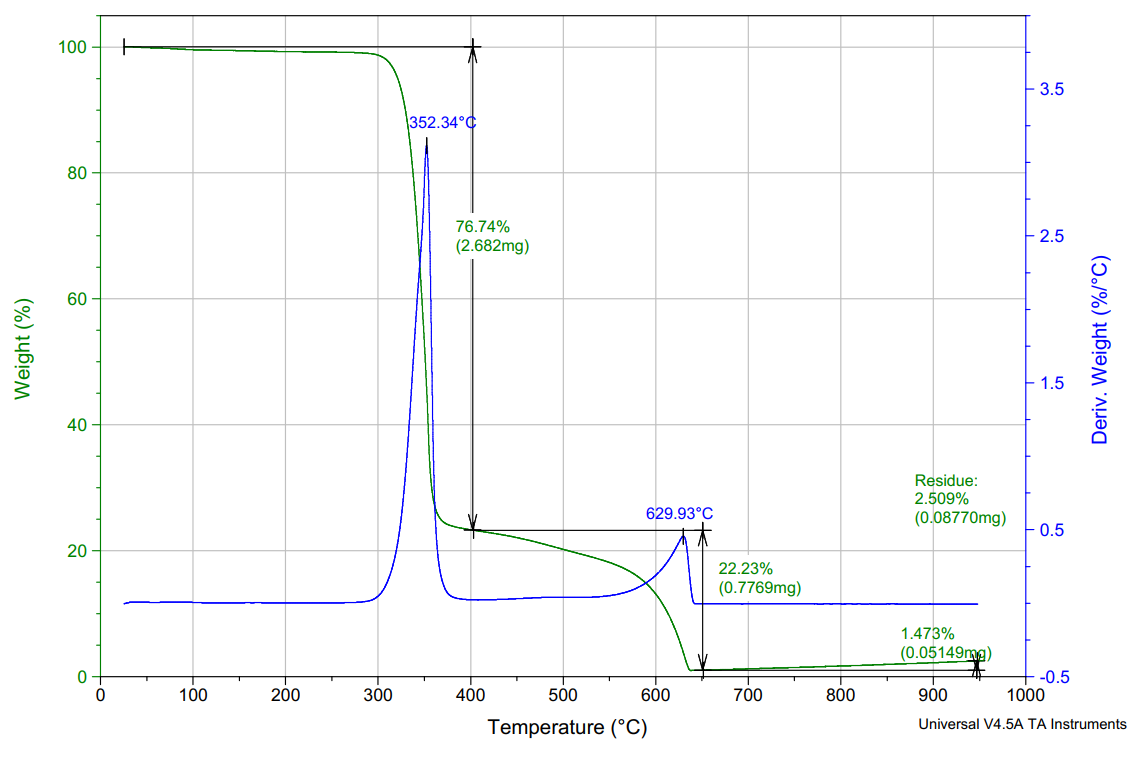 352.34°C
76.74%
(2.682mg)
629.93°C
22.23%
(0.7769mg)
Residue:
2.509%
(0.08770mg)
1.473%
(0.05149mg)
100
80
60
40
20
0
Weight (%)
3.5
2.5
1.5
0.5
-0.5
Deriv. Weight (%/°C)
0 100 200 300 400 500 600 700 800 900 1000
Temperature (°C)
Universal V4.5A TA Instruments